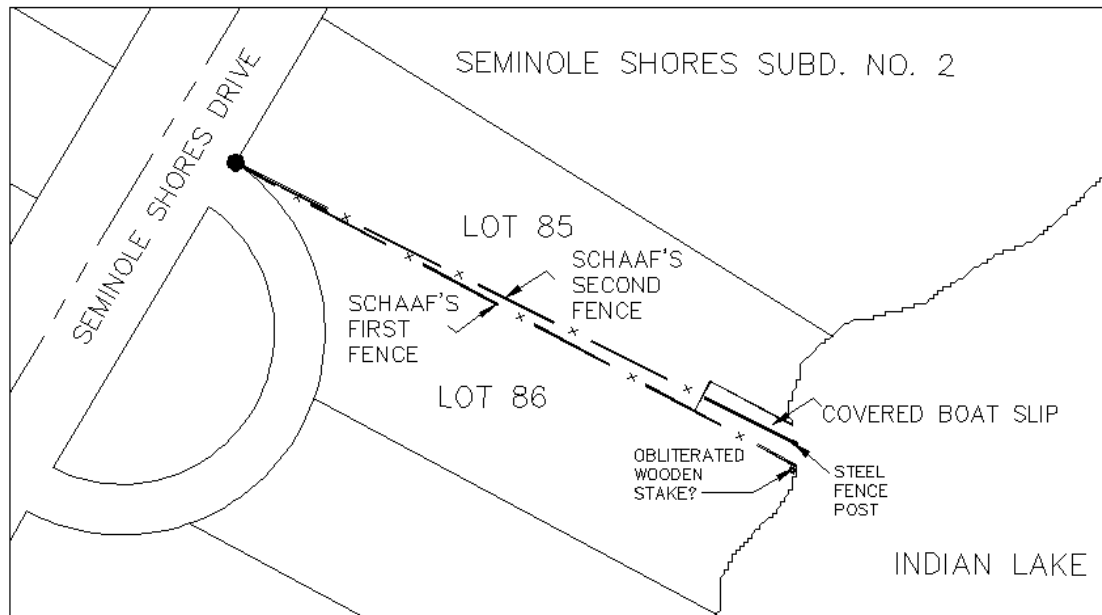 SEMINOLE SHORES SUBD. NO. 2
SEMINOLE SHORES DRIVE
LOT 85
SCHAAF'S
SECOND
FENCE
SCHAAF'S
FIRST
FENCE
LOT 86
COVERED BOAT SLIP
OBLITERATED
WOODEN
STAKE?
STEEL
FENCE
POST
INDIAN LAKE